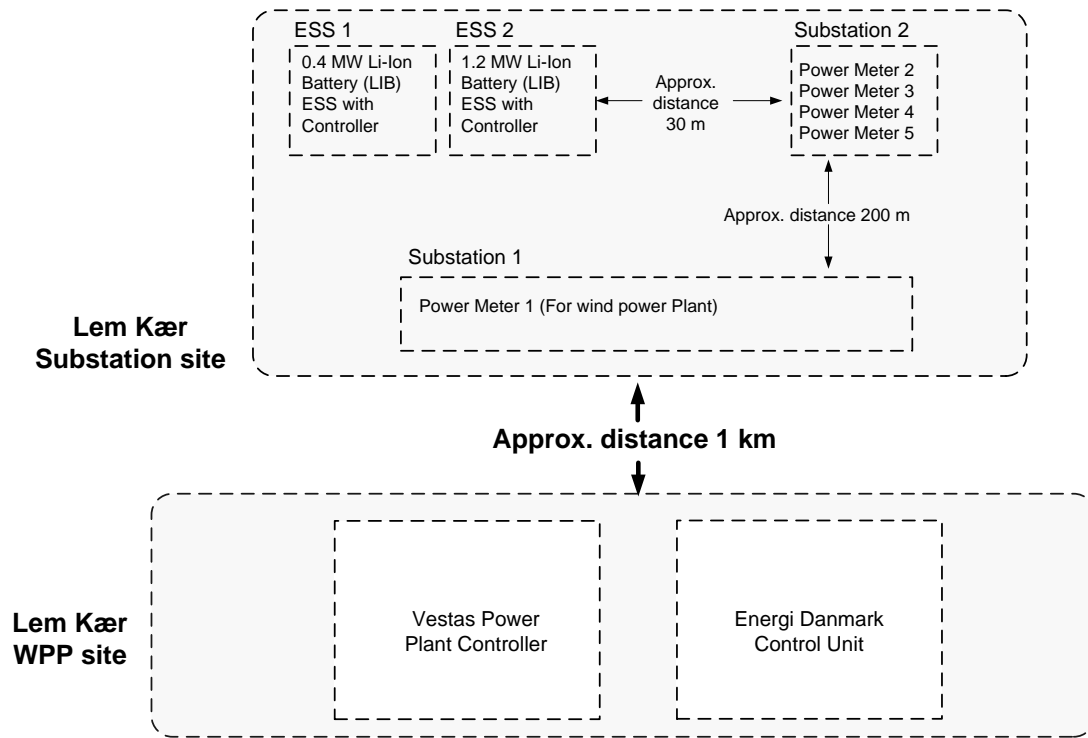 ESS 1
ESS 2
Substation 2
0.4 MW Li-Ion
Battery (LIB)
ESS with
Controller
1.2 MW Li-Ion
Battery (LIB)
ESS with
Controller
Approx.
distance
30 m
Power Meter 2
Power Meter 3
Power Meter 4
Power Meter 5
Approx. distance 200 m
Substation 1
Power Meter 1 (For wind power Plant)
Lem Kær
Substation site
Approx. distance 1 km
Lem Kær
WPP site
Vestas Power
Plant Controller
Energi Danmark
Control Unit